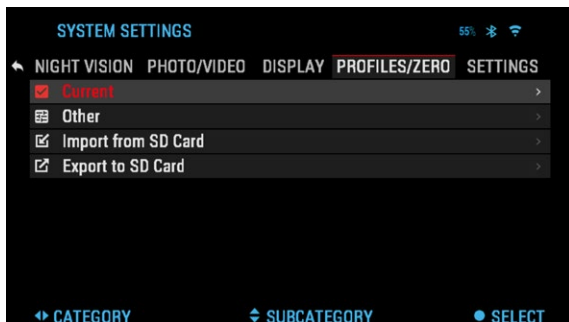 SYSTEM SETTINGS 55%
NIGHT VISION PHOTO/VIDEO DISPLAY PROFILES/ZERO SETTINGS
Current
Other
Import from SD Card
Export to SD Card
CATEGORY SUBCATEGORY SELECT